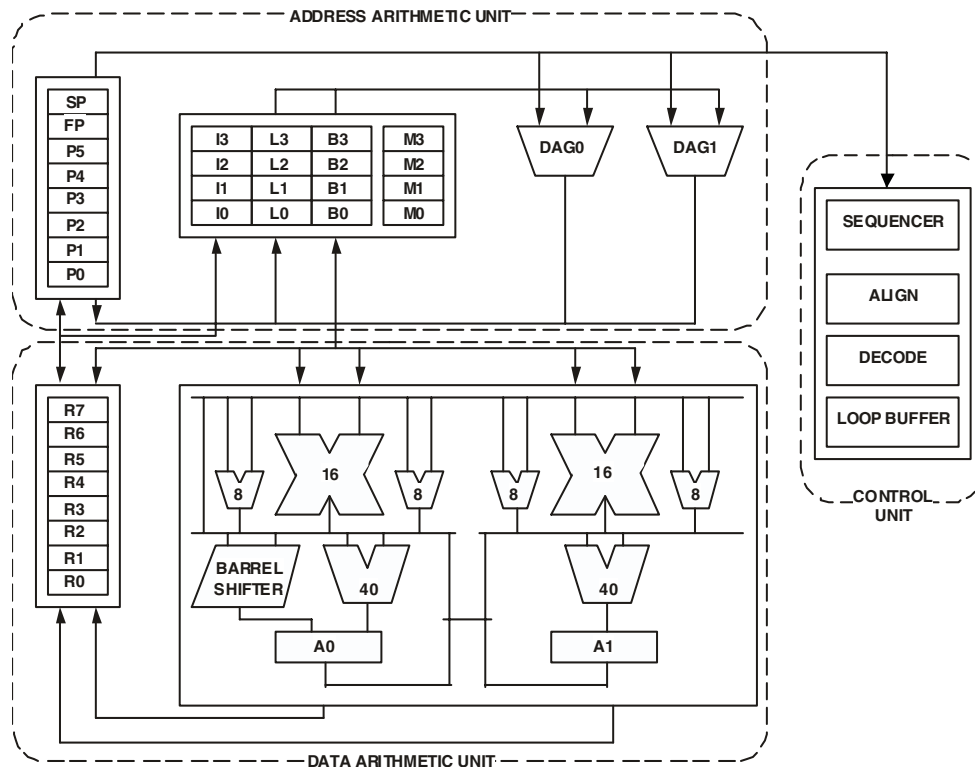 ADDRESS ARITHMETIC UNIT
SP
FP
P5
P4
P3
P2
P1
P0
I3 L3 B3 M3
I2 L2 B2 M2
I1 L1 B1 M1
I0 L0 B0 M0
DAG0
DAG1
SEQUENCER
ALIGN
DECODE
LOOP BUFFER
CONTROL
UNIT
R7
R6
R5
R4
R3
R2
R1
R0
16
8
8
16
8
8
BARREL
SHIFTER
40
40
A0
A1
DATA ARITHMETIC UNIT